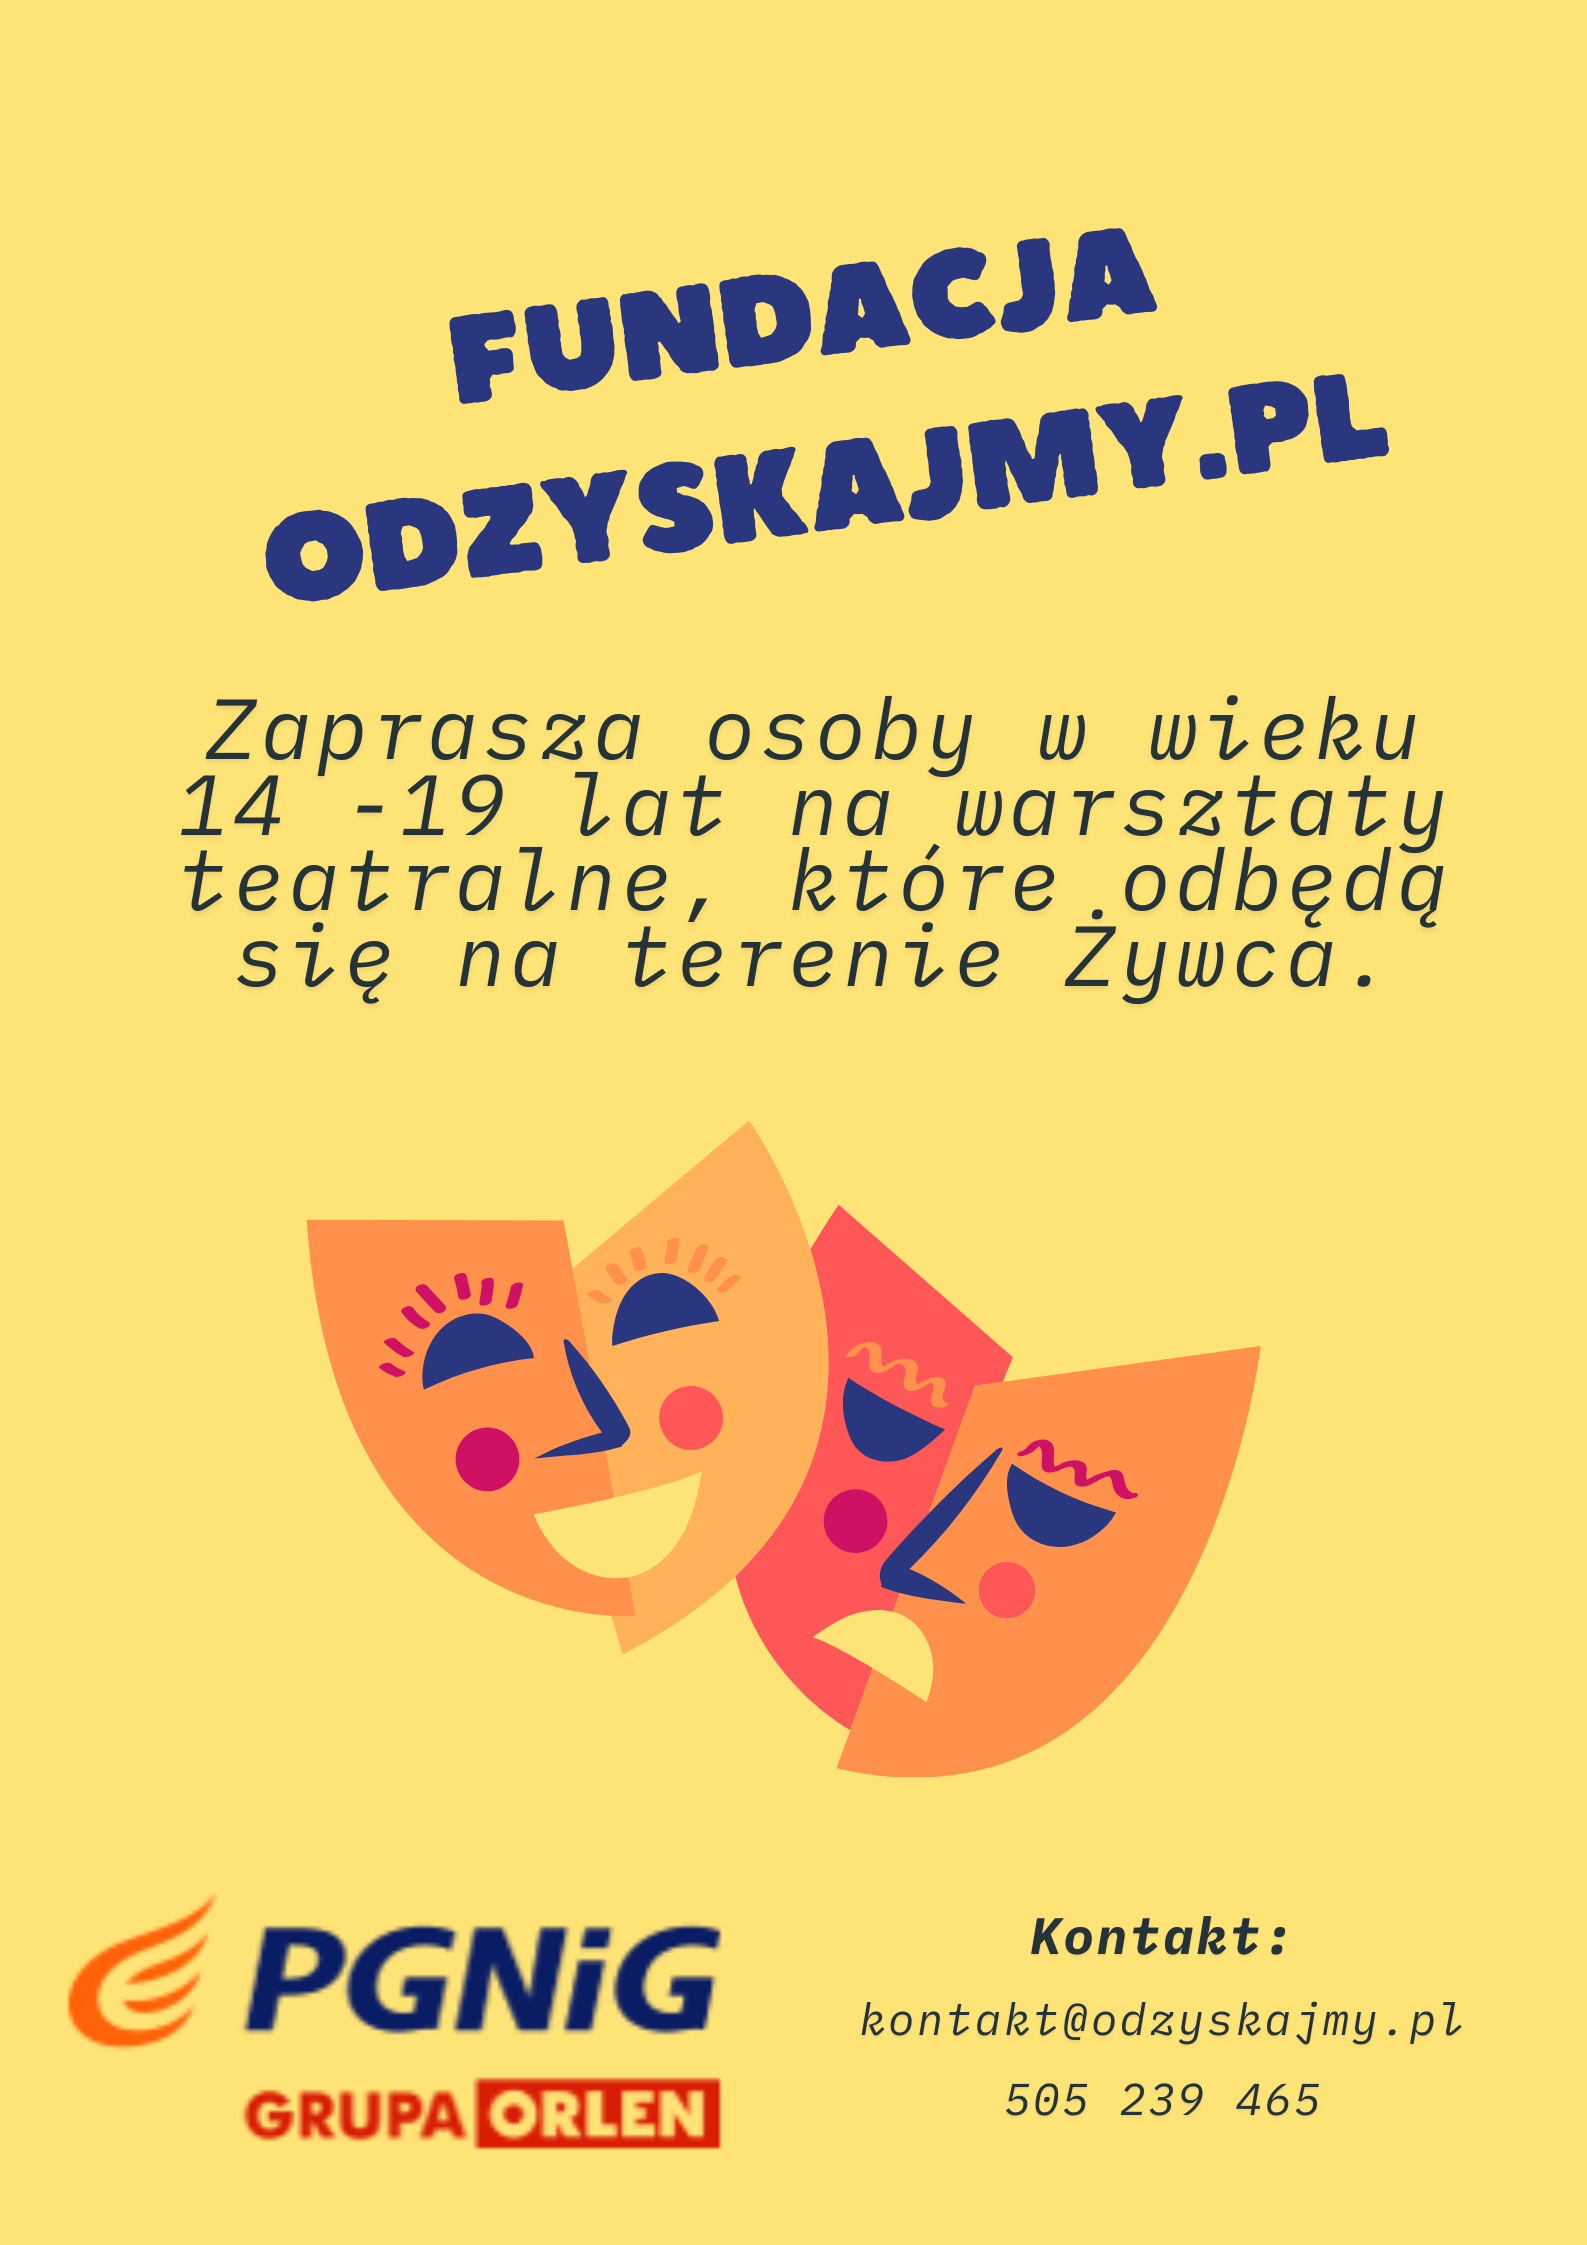 FUNDACJA
ODZYSKAJMY.PL
Zaprasza osoby w wieku
14 -19 lat na warsztaty
teatralne, które odbędą
się na terenie Żywca.
PGNiG
GRUPA ORLEN
Kontakt:
kontakt@odzyskajmy.pl
505 239 465